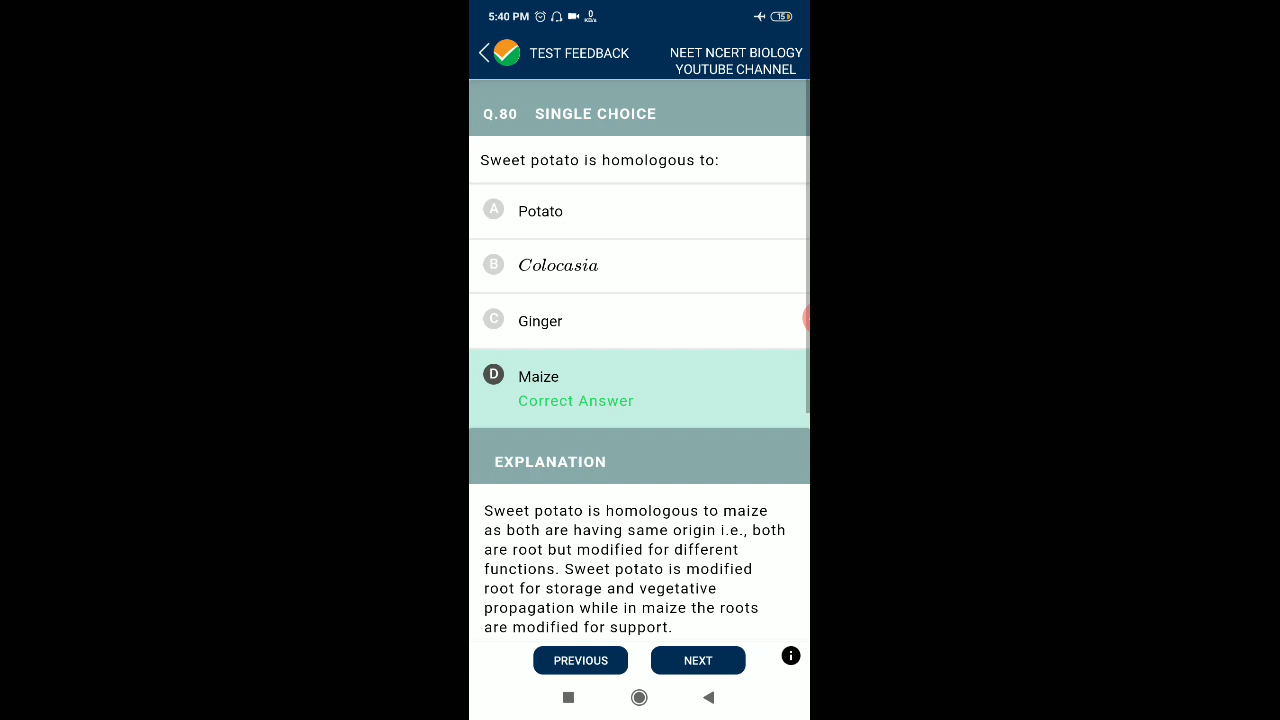 5:40 PM 0 KB/s 15
TEST FEEDBACK
NEET NCERT BIOLOGY
YOUTUBE CHANNEL
Q.80 SINGLE CHOICE
Sweet potato is homologous to:
A Potato
B Colocasia
C Ginger
D Maize
Correct Answer
EXPLANATION
Sweet potato is homologous to maize
as both are having same origin i.e., both
are root but modified for different
functions. Sweet potato is modified
root for storage and vegetative
propagation while in maize the roots
are modified for support.
PREVIOUS NEXT